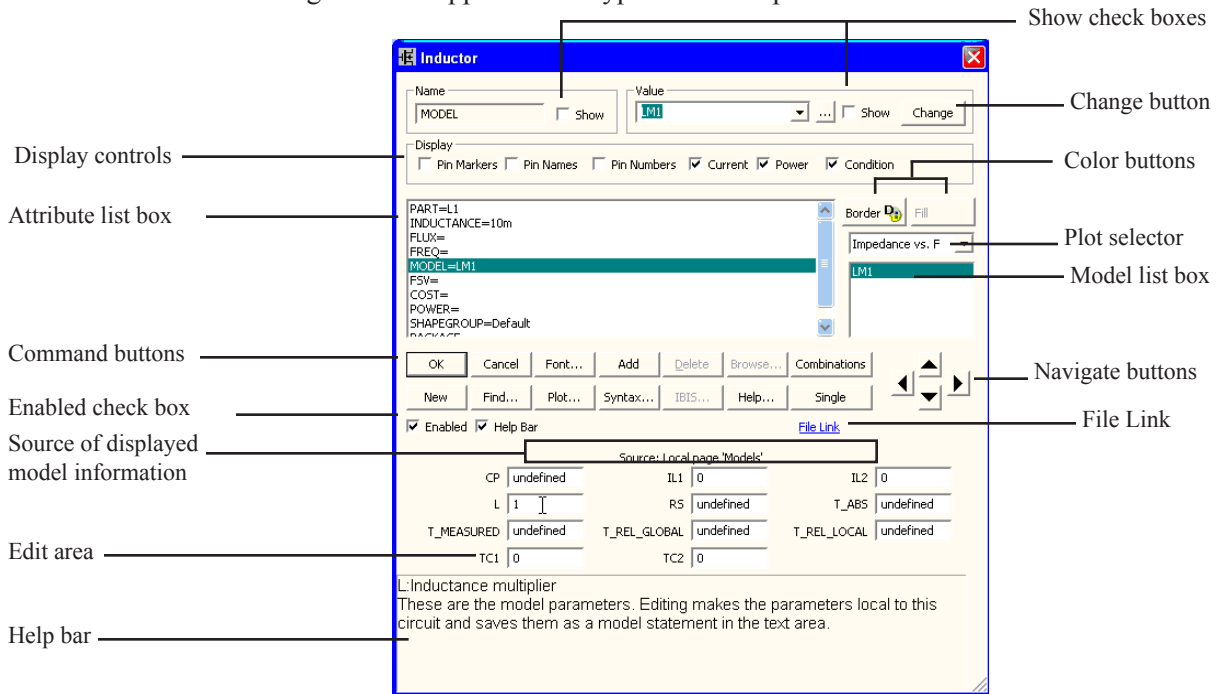 Show check boxes
Inductor
Name
Value
MODEL
Show
LM1
...
Show
Change
Change button
Display controls
Display
Pin Markers
Pin Names
Pin Numbers
Current
Power
Condition
Color buttons
Attribute list box
PART=L1
INDUCTANCE=10m
FLUX=
FREQ=
MODEL=LM1
FSV=
COST=
POWER=
SHAPEGROUP=Default
Border
Fill
Impedance vs. F
Plot selector
LM1
Model list box
Command buttons
OK
Cancel
Font...
Add
Delete
Browse...
Combinations
Navigate buttons
New
Find...
Plot...
Syntax...
IBIS...
Help...
Single
Enabled check box
Enabled
Help Bar
File Link
File Link
Source of displayed
model information
Source: Local page 'Models'
CP undefined
IL1 0
IL2 0
L 1
RS undefined
T_ABS undefined
T_MEASURED undefined
T_REL_GLOBAL undefined
T_REL_LOCAL undefined
Edit area
TC1 0
TC2 0
L:Inductance multiplier
These are the model parameters. Editing makes the parameters local to this
circuit and saves them as a model statement in the text area.
Help bar